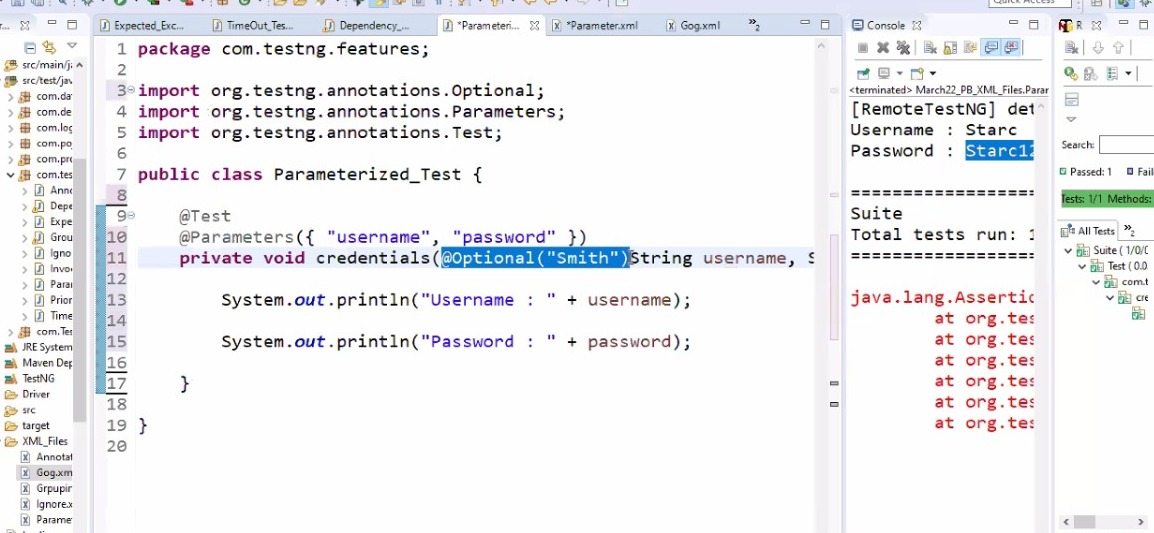 Quick Access
Expected_Exc...
TimeOut_Tes...
Dependency_...
*Parameteri...
*Parameter.xml
Gog.xml
»2
1 package com.testng.features;
2
3 import org.testng.annotations.Optional;
4 import org.testng.annotations.Parameters;
5 import org.testng.annotations.Test;
6
7 public class Parameterized_Test {
8
9 @Test
10 @Parameters({ "username", "password" })
11 private void credentials(@Optional("Smith")String username, S
12
13 System.out.println("Username : " + username);
14
15 System.out.println("Password : " + password);
16
17 }
18
19 }
20
src/main/ja
src/test/jav
com.da
com.de
com.log
com.po
com.pro
com.tes
Anno
Depe
Expe
Grou
Igno
Invo
Para
Prior
Time
com.Tes
JRE System
Maven Dep
TestNG
Driver
src
target
XML_Files
Annotat
Gog.xm
Grpupin
Ignore.x
Parame
Console
<terminated> March22_PB_XML_Files.Parar
[RemoteTestNG] det
Username : Starc
Password : Starc12
Suite
Total tests run: 1
java.lang.Assertic
at org.tes
at org.tes
at org.tes
at org.tes
at org.tes
at org.tes
R
Search:
Passed: 1
Fail
Tests: 1/1 Methods:
All Tests
»2
Suite ( 1/0/0
Test ( 0.0
com.t
cre